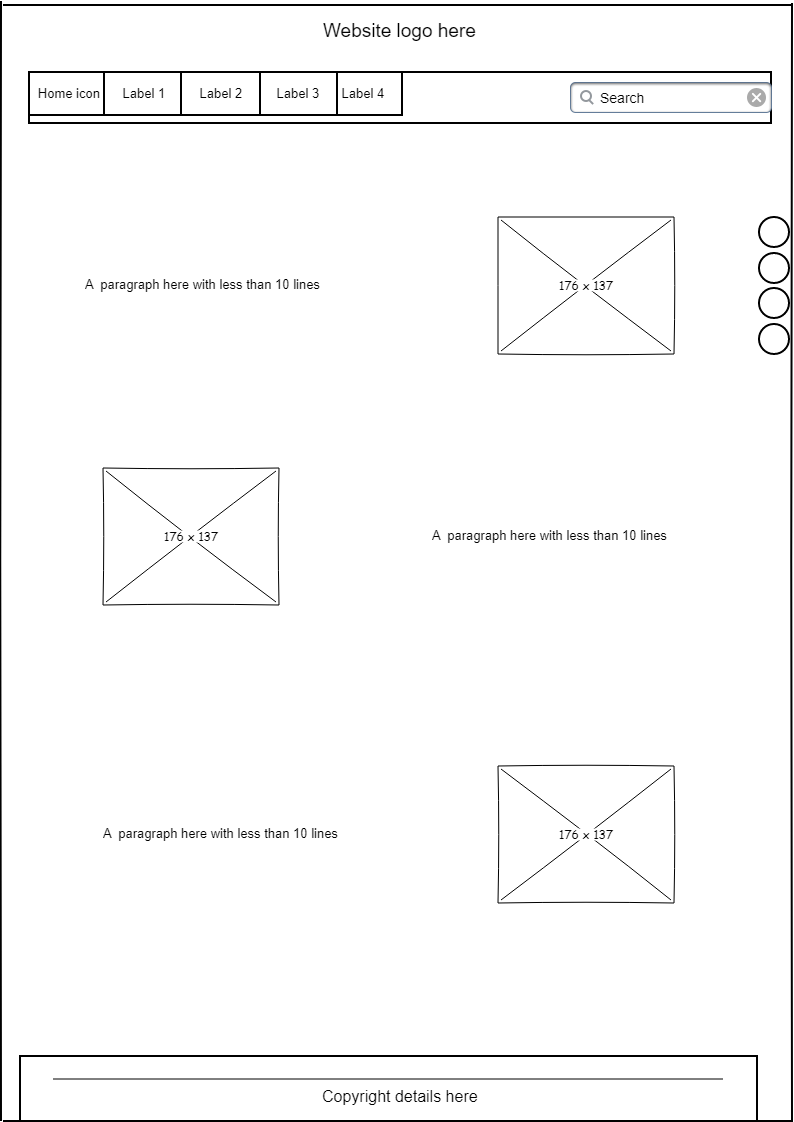 Website logo here
Home icon Label 1 Label 2 Label 3 Label 4 Search
A paragraph here with less than 10 lines
176 x 137
176 x 137
A paragraph here with less than 10 lines
A paragraph here with less than 10 lines
176 x 137
Copyright details here